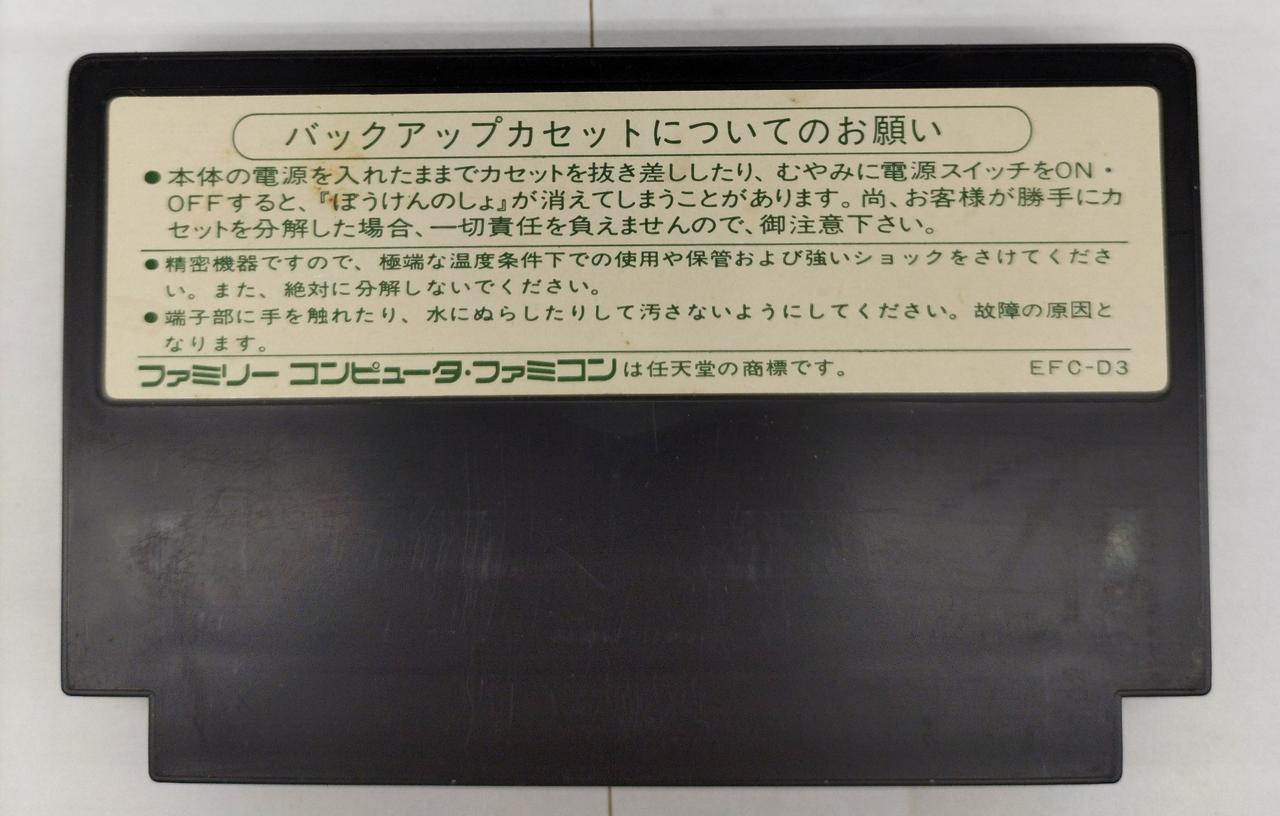 バックアップカセットについてのお願い
●本体の電源を入れたままでカセットを抜き差ししたり、むやみに電源スイッチをON・
OFFすると、『ぼうけんのしょ』が消えてしまうことがあります。尚、お客様が勝手にカ
セットを分解した場合、一切責任を負えませんので、御注意下さい。
●精密機器ですので、極端な温度条件下での使用や保管および強いショックをさけてくださ
い。また、絶対に分解しないでください。
●端子部に手を触れたり、水にぬらしたりして汚さないようにしてください。故障の原因と
なります。
ファミリー コンピュータ・ファミコンは任天堂の商標です。 EFC-D3